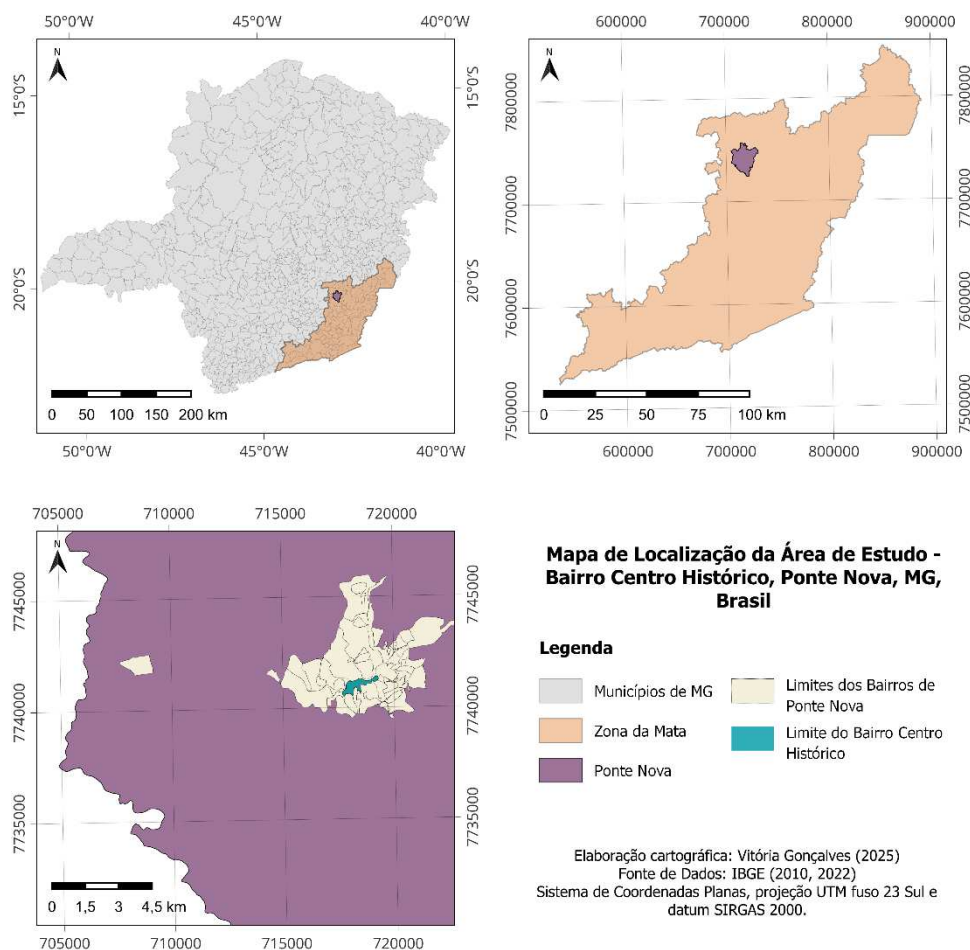 50°0'W 45°0'W 40°0'W
N
15°0'S 15°0'S
20°0'S 20°0'S
0 50 100 150 200 km
50°0'W 45°0'W 40°0'W
600000 700000 800000 900000
N
7800000 7800000
7700000 7700000
7600000 7600000
7500000 7500000
0 25 50 75 100 km
600000 700000 800000 900000
705000 710000 715000 720000
N
7745000 7745000
7740000 7740000
7735000 7735000
0 1,5 3 4,5 km
705000 710000 715000 720000
Mapa de Localização da Área de Estudo -
Bairro Centro Histórico, Ponte Nova, MG,
Brasil
Legenda
Municípios de MG
Zona da Mata
Ponte Nova
Limites dos Bairros de
Ponte Nova
Limite do Bairro Centro
Histórico
Elaboração cartográfica: Vitória Gonçalves (2025)
Fonte de Dados: IBGE (2010, 2022)
Sistema de Coordenadas Planas, projeção UTM fuso 23 Sul e
datum SIRGAS 2000.